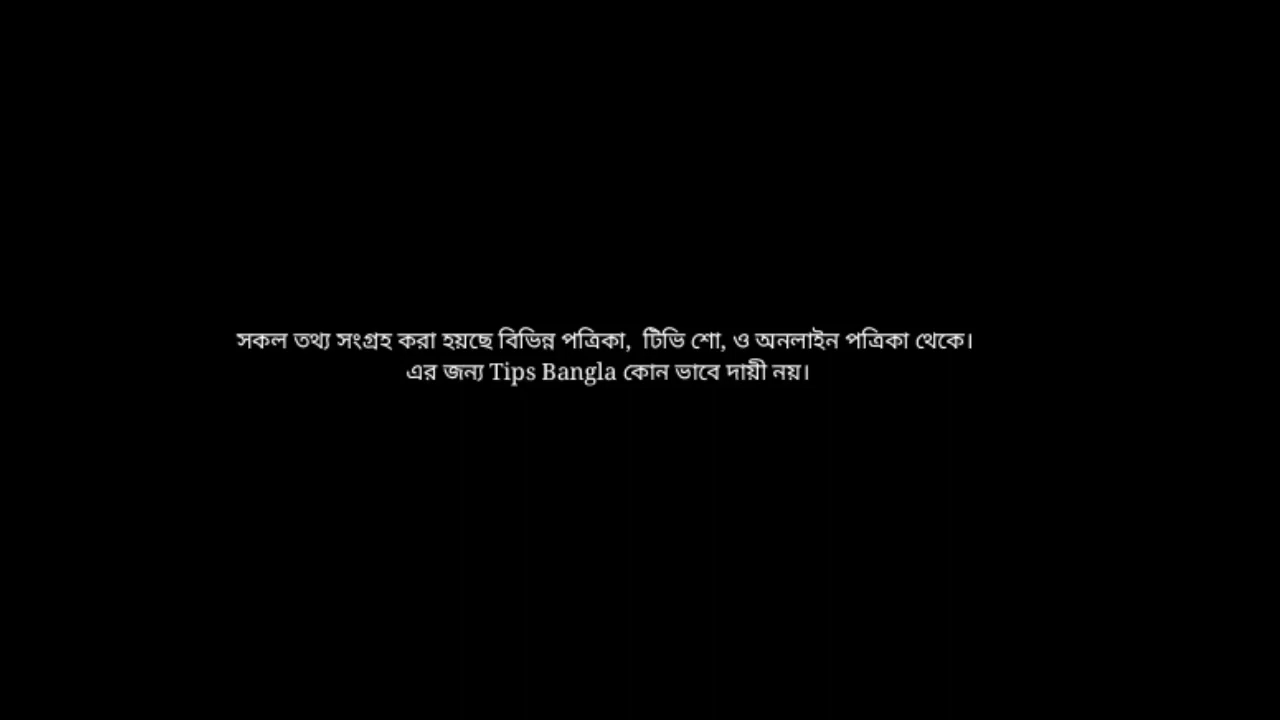 সকল তথ্য সংগ্রহ করা হয়ছে বিভিন্ন পত্রিকা, টিভি শো, ও অনলাইন পত্রিকা থেকে।
এর জন্য Tips Bangla কোন ভাবে দায়ী নয়।